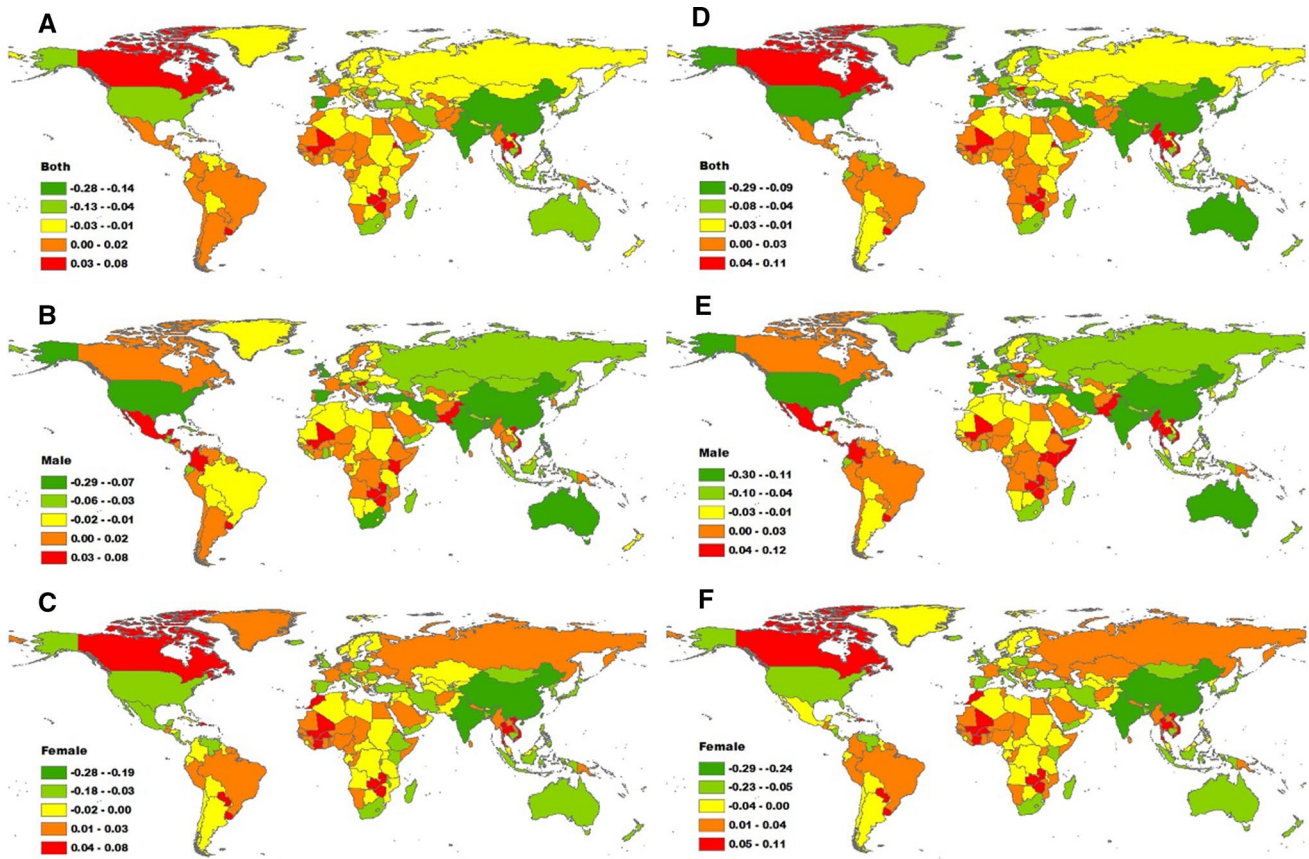 A
Both
-0.28 - -0.14
-0.13 - -0.04
-0.03 - -0.01
0.00 - 0.02
0.03 - 0.08
B
Male
-0.29 - -0.07
-0.06 - -0.03
-0.02 - -0.01
0.00 - 0.02
0.03 - 0.08
C
Female
-0.28 - -0.19
-0.18 - -0.03
-0.02 - 0.00
0.01 - 0.03
0.04 - 0.08
D
Both
-0.29 - -0.09
-0.08 - -0.04
-0.03 - -0.01
0.00 - 0.03
0.04 - 0.11
E
Male
-0.30 - -0.11
-0.10 - -0.04
-0.03 - -0.01
0.00 - 0.03
0.04 - 0.12
F
Female
-0.29 - -0.24
-0.23 - -0.05
-0.04 - 0.00
0.01 - 0.04
0.05 - 0.11